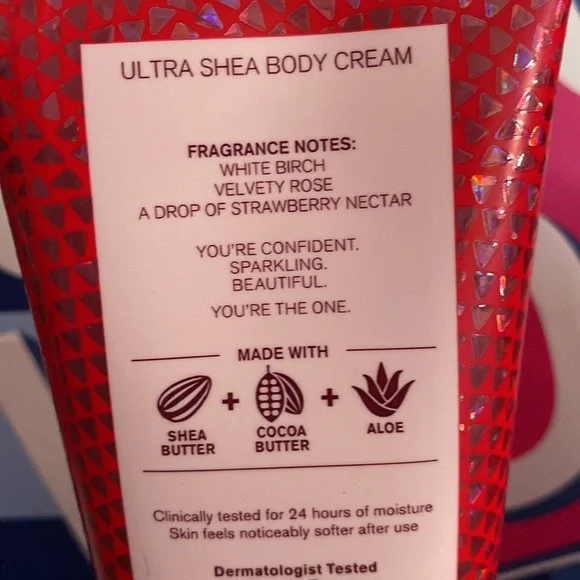 ULTRA SHEA BODY CREAM
FRAGRANCE NOTES:
WHITE BIRCH
VELVETY ROSE
A DROP OF STRAWBERRY NECTAR
YOU'RE CONFIDENT.
SPARKLING.
BEAUTIFUL.
YOU'RE THE ONE.
MADE WITH
SHEA BUTTER + COCOA BUTTER + ALOE
Clinically tested for 24 hours of moisture
Skin feels noticeably softer after use
Dermatologist Tested